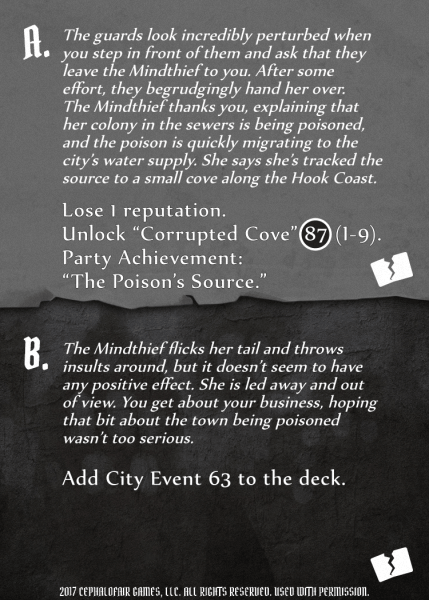 A.
The guards look incredibly perturbed when
you step in front of them and ask that they
leave the Mindthief to you. After some
effort, they begrudgingly hand her over.
The Mindthief thanks you, explaining that
her colony in the sewers is being poisoned,
and the poison is quickly migrating to the
city's water supply. She says she's tracked the
source to a small cove along the Hook Coast.
Lose 1 reputation.
Unlock “Corrupted Cove” 87 (I-9).
Party Achievement:
“The Poison's Source.”
B.
The Mindthief flicks her tail and throws
insults around, but it doesn't seem to have
any positive effect. She is led away and out
of view. You get about your business, hoping
that bit about the town being poisoned
wasn't too serious.
Add City Event 63 to the deck.
2017 CEPHALOFAIR GAMES, LLC. ALL RIGHTS RESERVED. USED WITH PERMISSION.